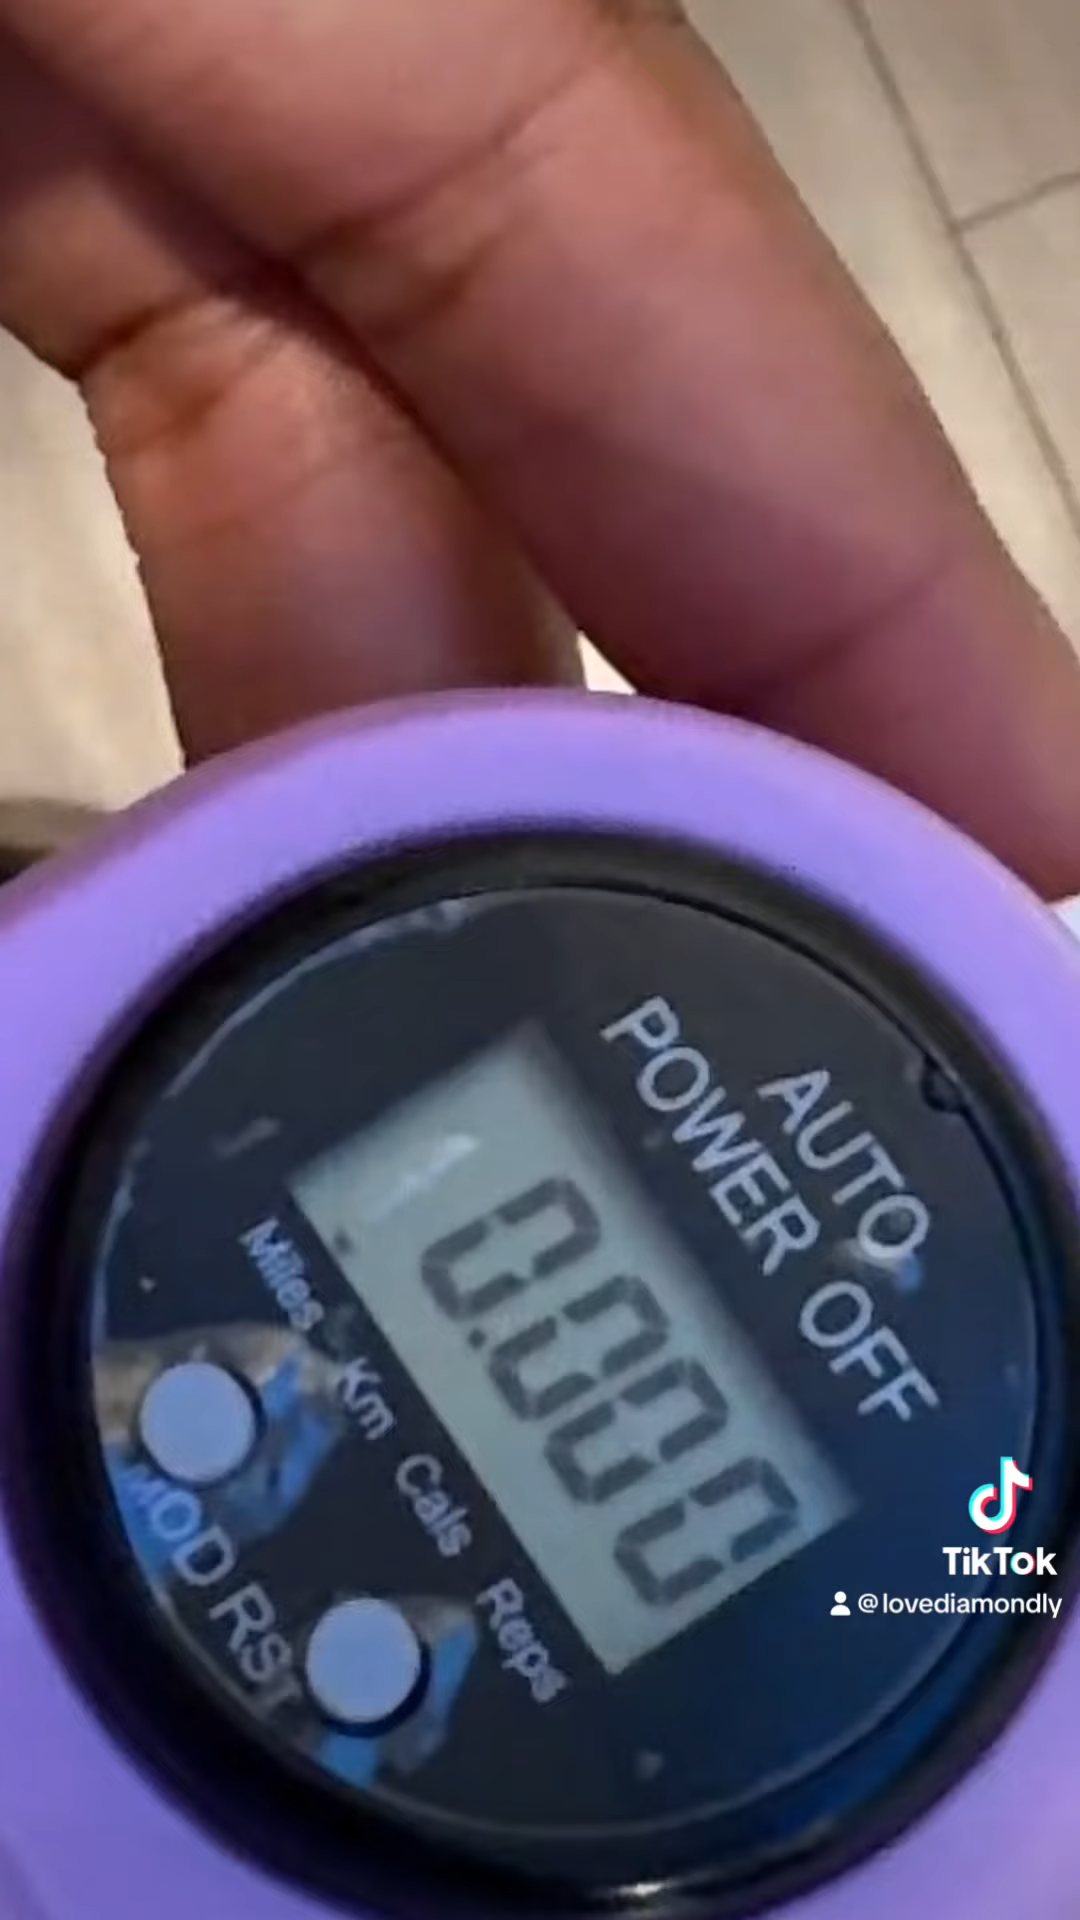 AUTO
POWER OFF
0.000
Miles Km Cals Reps
MOD RST
TikTok
@lovediamondly